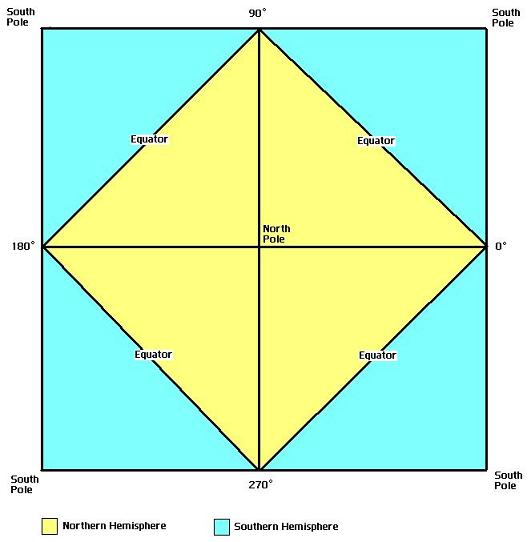 South
Pole
90°
South
Pole
Equator
Equator
North
Pole
180°
0°
Equator
Equator
South
Pole
270°
South
Pole
Northern Hemisphere
Southern Hemisphere